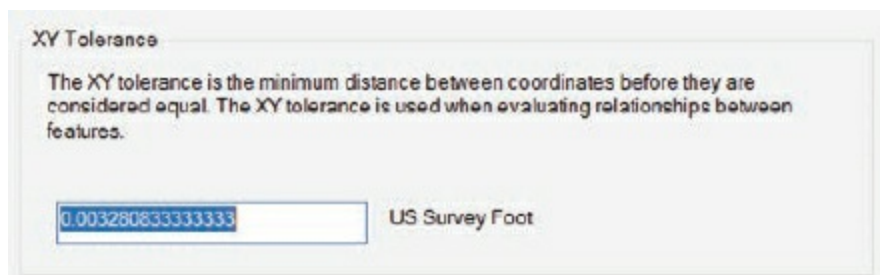 XY Tolerance
The XY tolerance is the minimum distance between coordinates before they are
considered equal. The XY tolerance is used when evaluating relationships between
features.
0.003280833333333 US Survey Foot